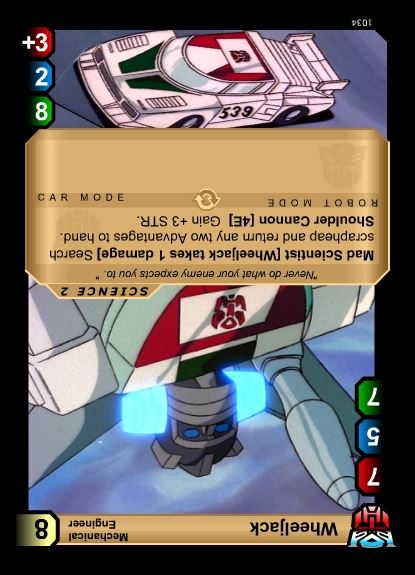 1034
+3
2
8
539
CAR MODE
ROBOT MODE
Shoulder Cannon [4E] Gain +3 STR.
scrapheap and return any two Advantages to hand.
Mad Scientist [Wheeljack takes 1 damage] Search
"Never do what your enemy expects you to. "
SCIENCE 2
7
5
7
Wheeljack
Mechanical
Engineer
8